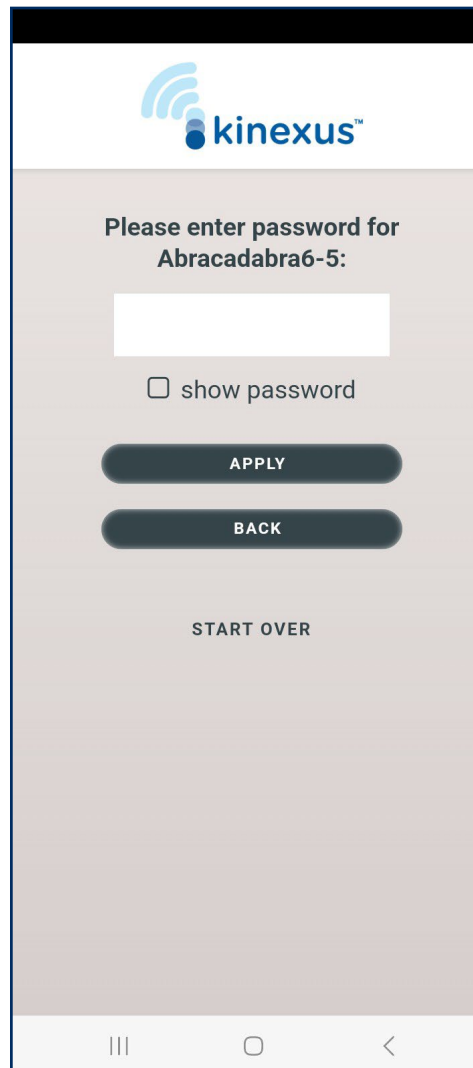 kinexus™
Please enter password for
Abracadabra6-5:
show password
APPLY
BACK
START OVER